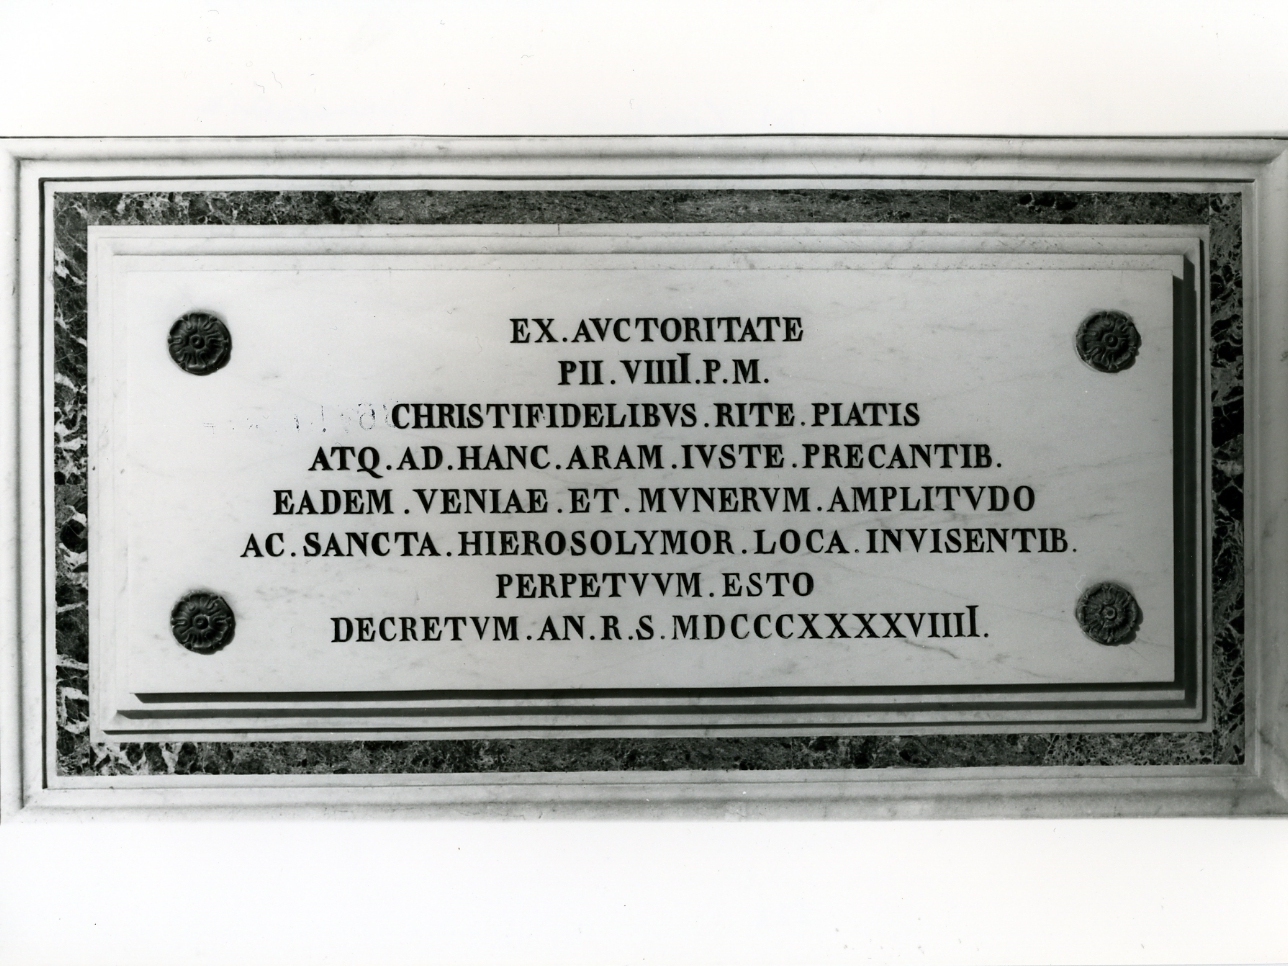 EX.AVCTORITATE
PII.VIIII.P.M.
CHRISTIFIDELIBVS.RITE.PIATIS
ATQ.AD.HANC.ARAM.IVSTE.PRECANTIB.
EADEM.VENIAE.ET.MVNERVM.AMPLITVDO
AC.SANCTA.HIEROSOLYMOR.LOCA.INVISENTIB.
PERPETVVM.ESTO
DECRETVM.AN.R.S.MDCCCXXXXVIIII.